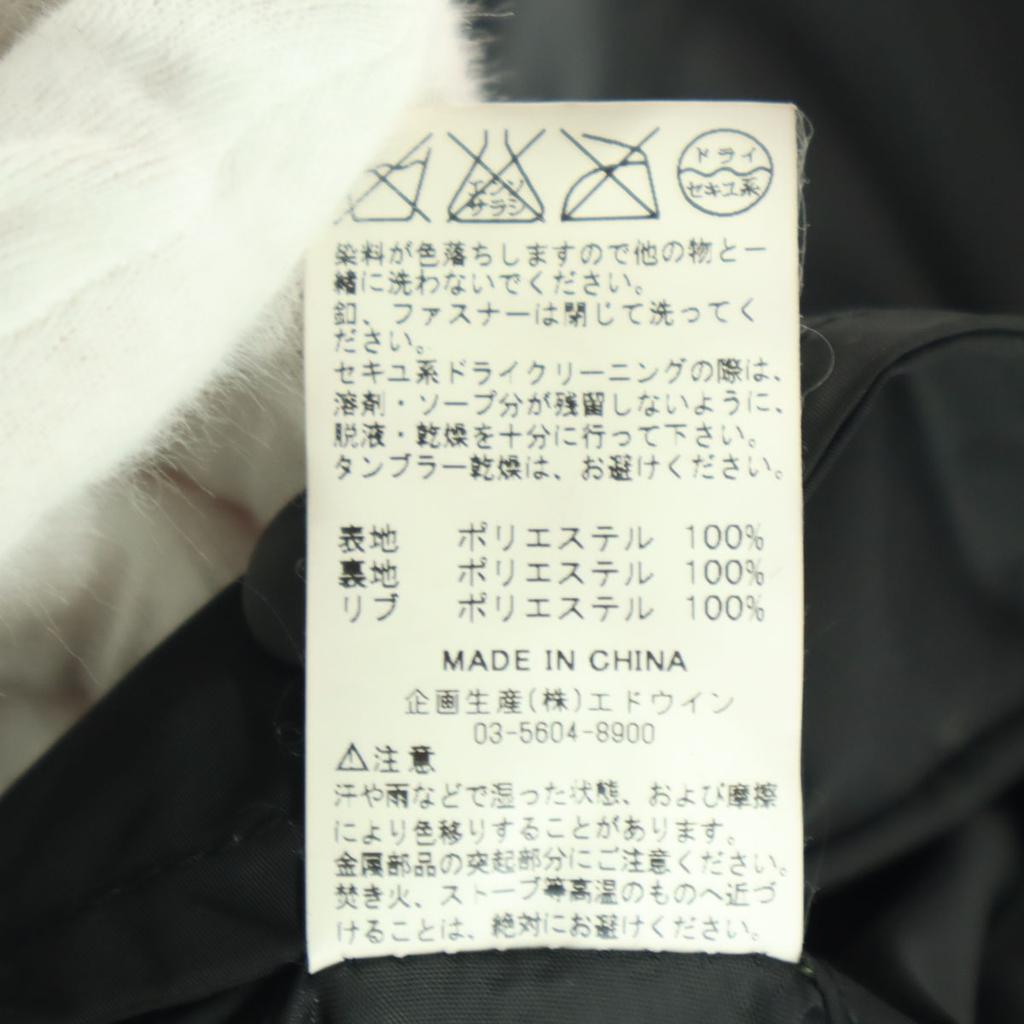 エンソ
サラシ
ドライ
セキユ系
染料が色落ちしますので他の物と一
緒に洗わないでください。
釦、ファスナーは閉じて洗ってく
ださい。
セキユ系ドライクリーニングの際は、
溶剤・ソープ分が残留しないように、
脱液・乾燥を十分に行って下さい。
タンブラー乾燥は、お避けください。
表地 ポリエステル 100%
裏地 ポリエステル 100%
リブ ポリエステル 100%
MADE IN CHINA
企画生産(株)エドウイン
03-5604-8900
⚠注意
汗や雨などで湿った状態、および摩擦
により色移りすることがあります。
金属部品の突起部分にご注意ください。
焚き火、ストーブ等高温のものへ近づ
けることは、絶対にお避けください。